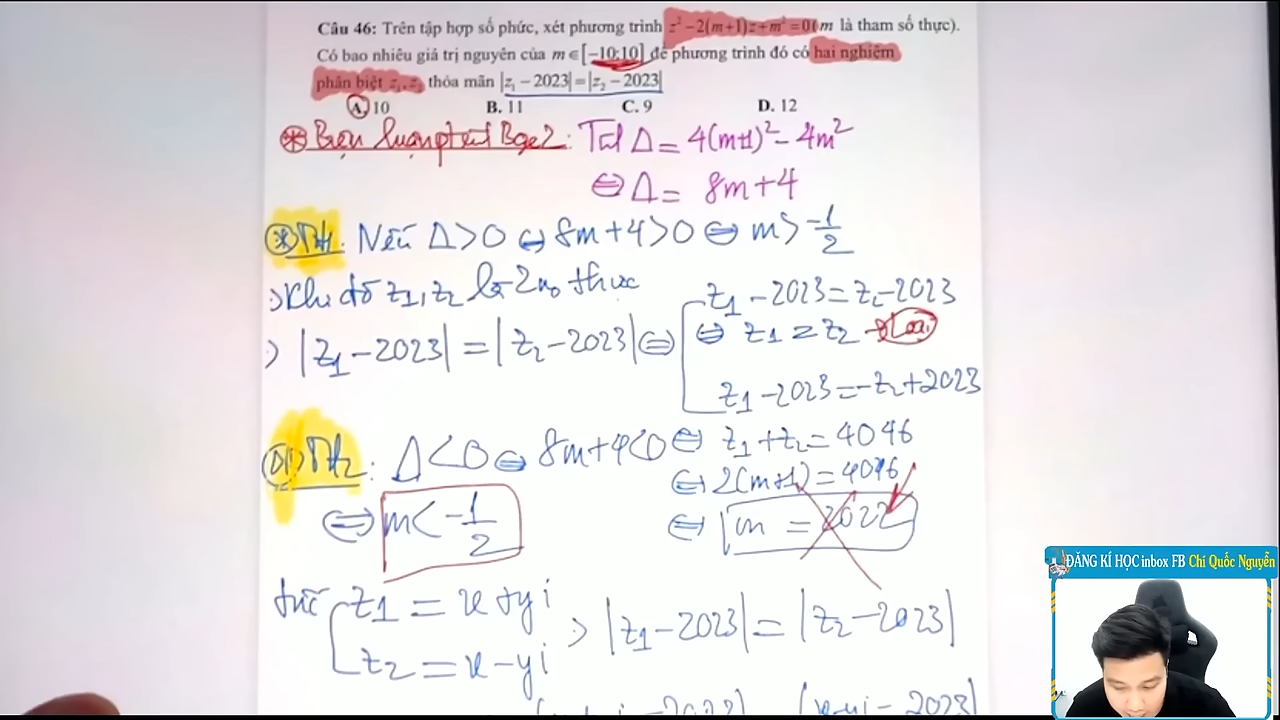 Câu 46: Trên tập hợp số phức, xét phương trình z² − 2(m+1)z + m² = 0 (m là tham số thực).
Có bao nhiêu giá trị nguyên của m ∈ [−10;10] để phương trình đó có hai nghiệm
phân biệt z₁, z₂ thỏa mãn |z₁ − 2023| = |z₂ − 2023|
A. 10 B. 11 C. 9 D. 12
Biện luận Bậc 2: Δ = 4(m+1)² − 4m²
⇔ Δ = 8m+4
TH1: Nếu Δ > 0 ⇔ 8m+4 > 0 ⇔ m > −1/2
Khi đó z₁, z₂ là 2 no thực
|z₁ − 2023| = |z₂ − 2023| ⇔
z₁ − 2023 = z₂ − 2023
⇔ z₁ = z₂ → Loại
z₁ − 2023 = −z₂ + 2023
⇔ z₁ + z₂ = 4046
⇔ 2(m+1) = 4046
⇔ m = 2022
TH2: Δ < 0 ⇔ 8m+4 < 0
⇔ m < −1/2
z₁ = x + yi
z₂ = x − yi
|z₁ − 2023| = |z₂ − 2023|
ĐĂNG KÍ HỌC inbox FB Chí Quốc Nguyễn